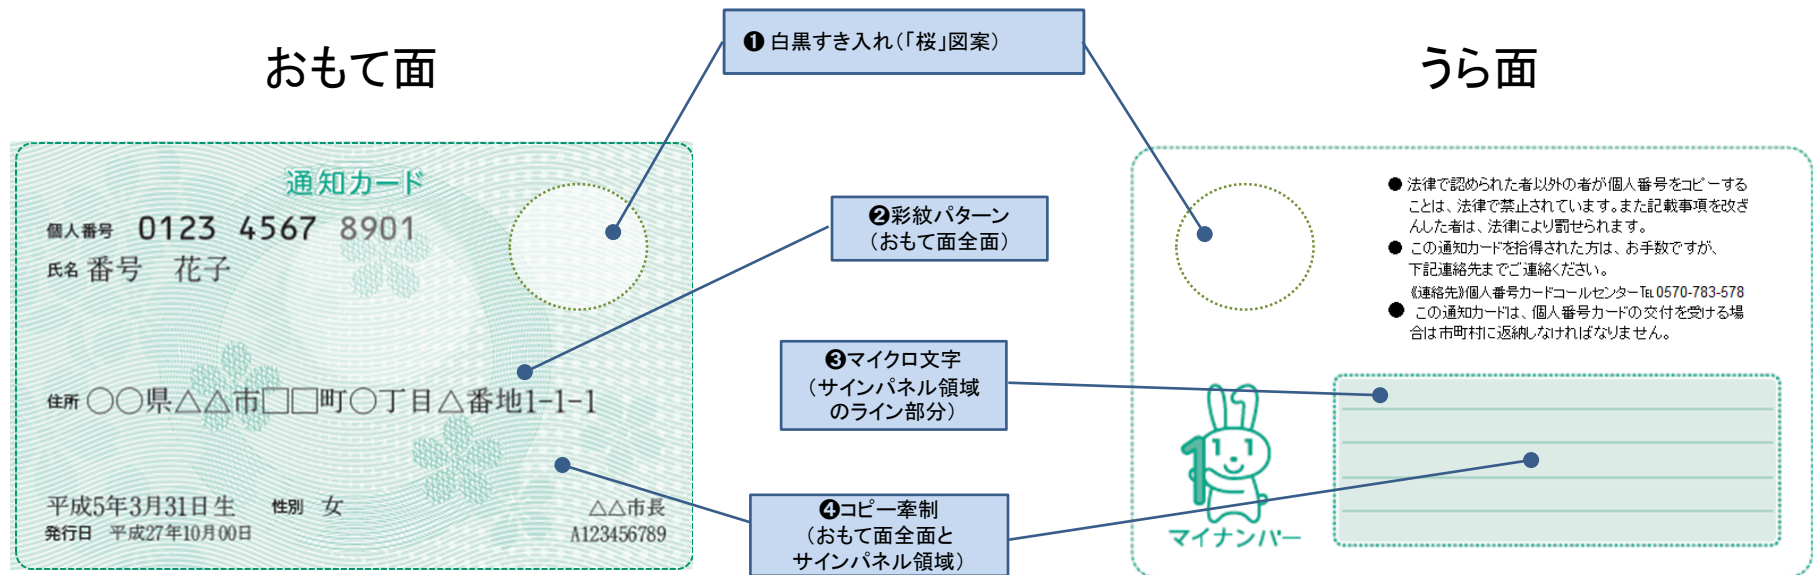 おもて面
通知カード
個人番号 0123 4567 8901
氏名 番号 花子
住所 〇〇県△△市□□町〇丁目△番地1-1-1
平成5年3月31日生 性別 女
△△市長
発行日 平成27年10月00日
A123456789
❶白黒すき入れ(「桜」図案)
❷彩紋パターン
(おもて面全面)
❸マイクロ文字
(サインパネル領域
のライン部分)
❹コピー牽制
(おもて面全面と
サインパネル領域)
うら面
● 法律で認められた者以外の者が個人番号をコピーする
ことは、法律で禁止されています。また記載事項を改ざ
んした者は、法律により罰せられます。
● この通知カードを拾得された方は、お手数ですが、
下記連絡先までご連絡ください。
《連絡先》個人番号カードコールセンター℡0570-783-578
● この通知カードは、個人番号カードの交付を受ける場
合は市町村に返納しなければなりません。
1
マイナンバー